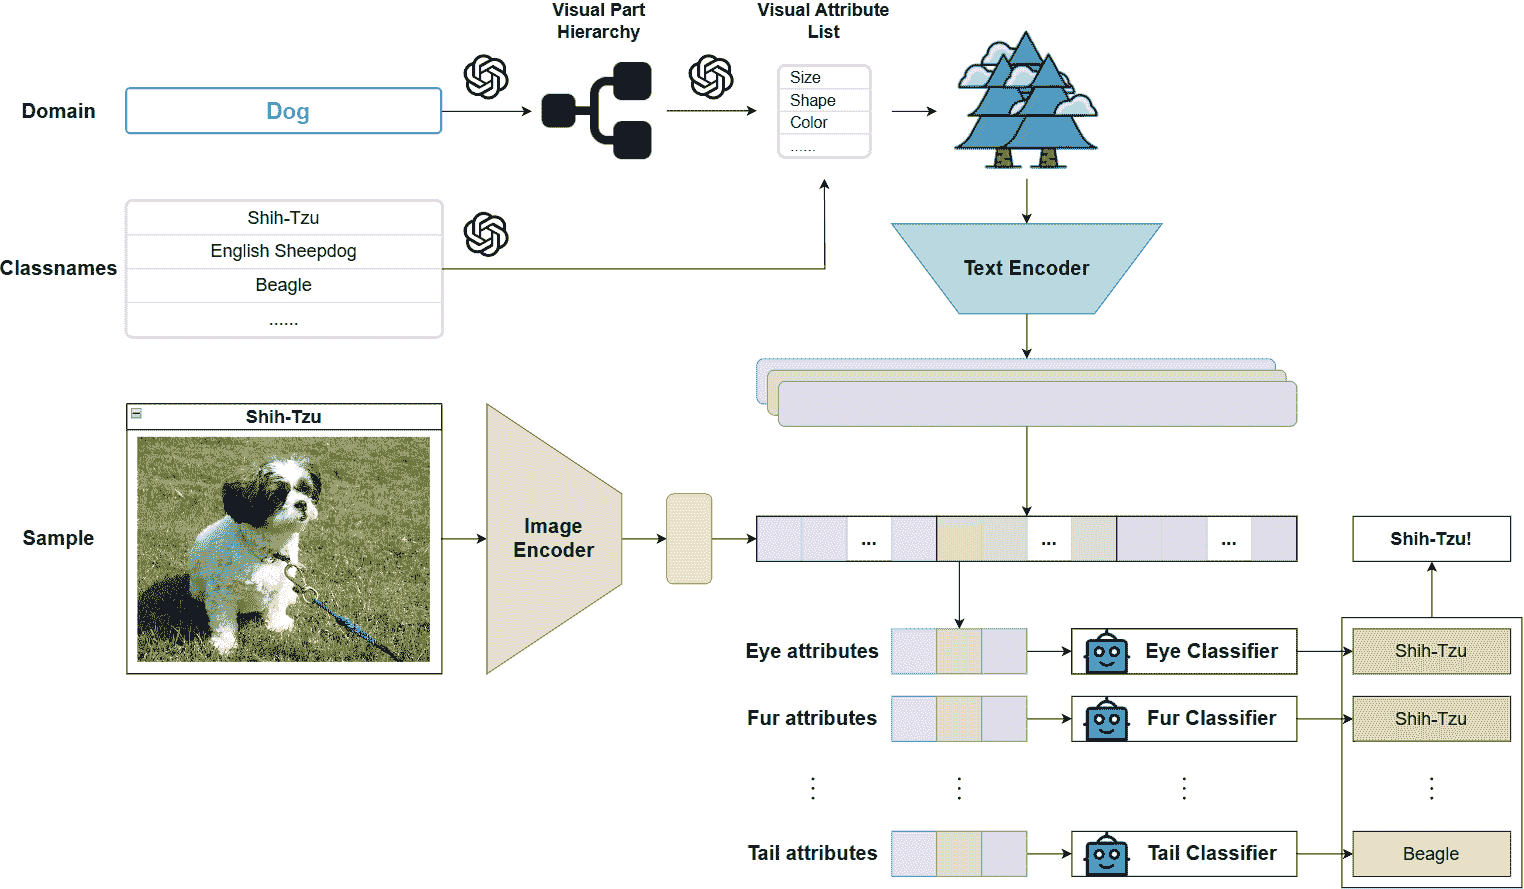 Visual Part
Hierarchy
Visual Attribute
List
Domain
Dog
Size
Shape
Color
......
Classnames
Shih-Tzu
English Sheepdog
Beagle
......
Text Encoder
Sample
Shih-Tzu
Image
Encoder
...
...
...
Shih-Tzu!
Eye attributes
Eye Classifier
Shih-Tzu
Fur attributes
Fur Classifier
Shih-Tzu
Tail attributes
Tail Classifier
Beagle